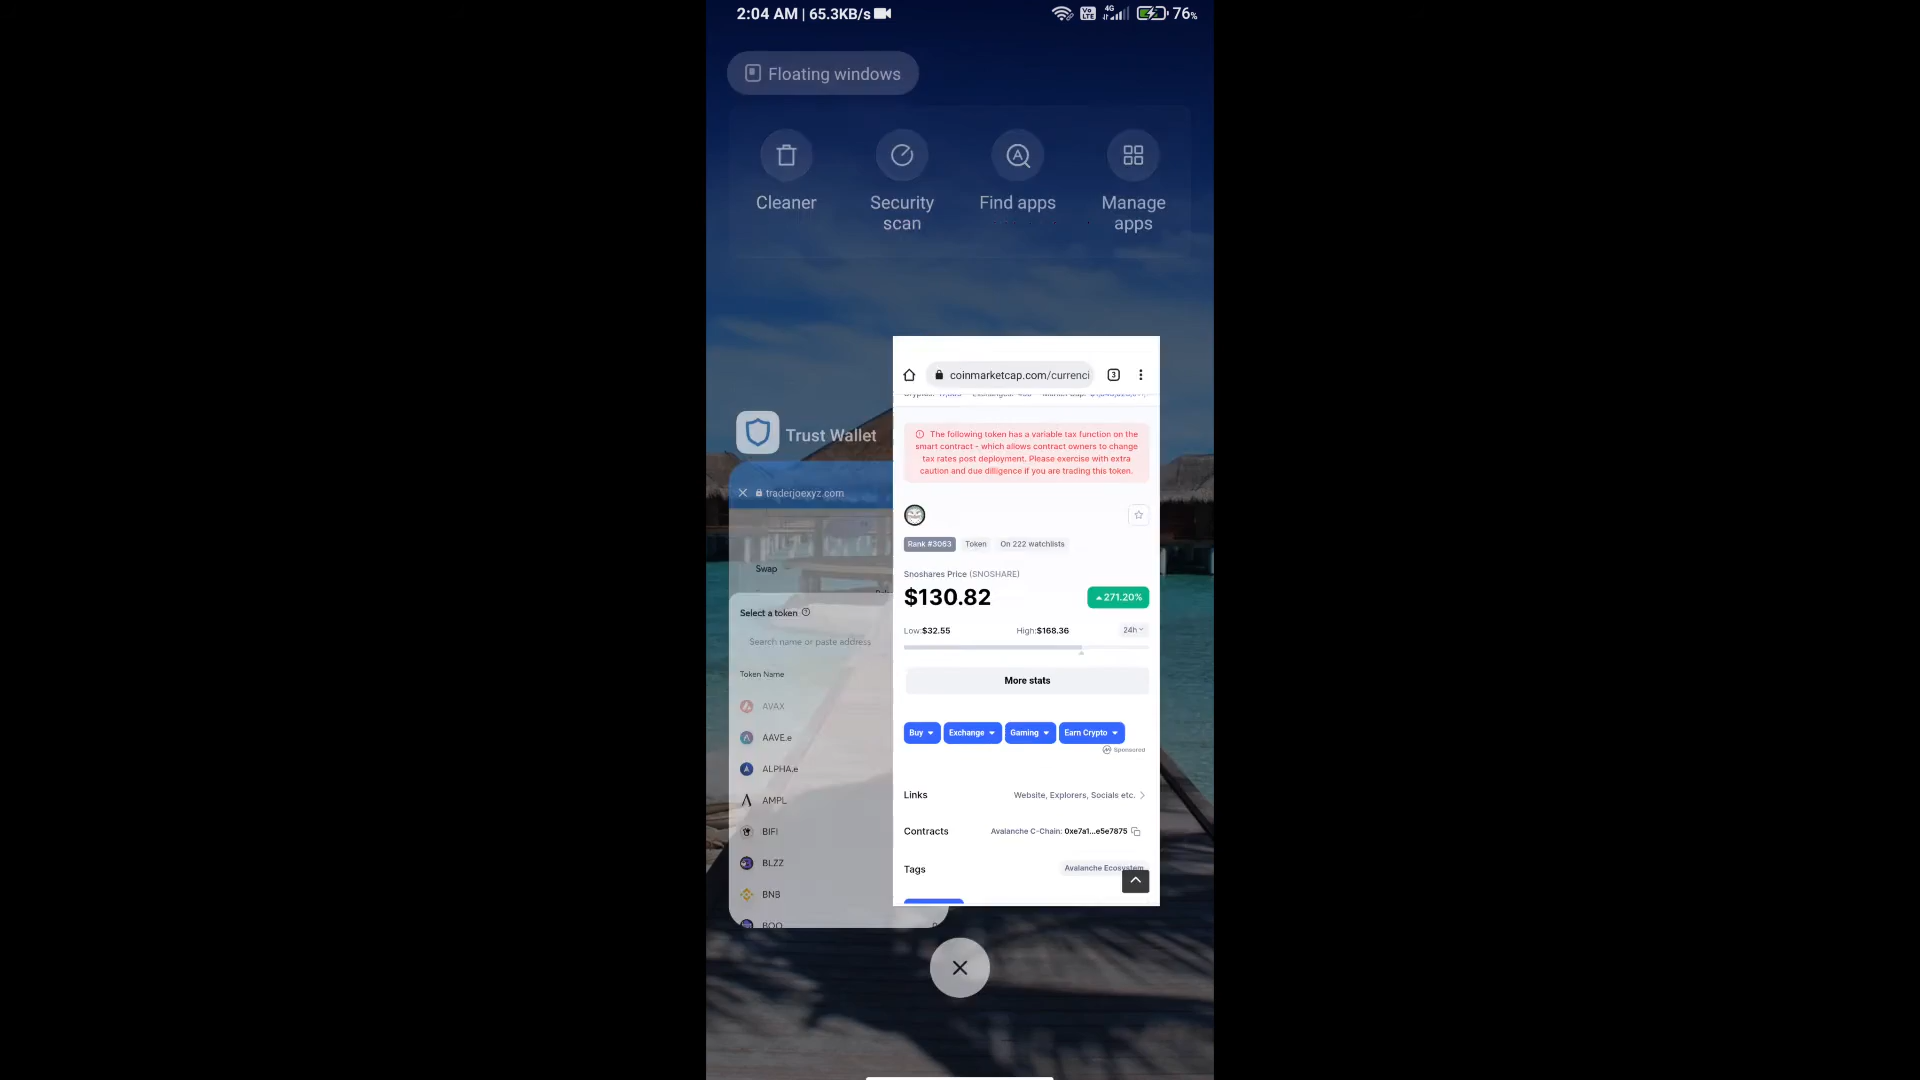 2:04 AM | 65.3KB/s
Vo LTE 4G 76%
Floating windows
Cleaner
Security scan
Find apps
Manage apps
Trust Wallet
traderjoexyz.com
Swap
Select a token
Search name or paste address
Token Name
AVAX
AAVE.e
ALPHA.e
AMPL
BIFI
BLZZ
BNB
BOO
coinmarketcap.com/currenci
3
The following token has a variable tax function on the
smart contract - which allows contract owners to change
tax rates post deployment. Please exercise with extra
caution and due dilligence if you are trading this token.
Rank #3063 Token On 222 watchlists
Snoshares Price (SNOSHARE)
$130.82 271.20%
Low:$32.55 High:$168.36 24h
More stats
Buy Exchange Gaming Earn Crypto
Sponsored
Links Website, Explorers, Socials etc.
Contracts Avalanche C-Chain: 0xe7a1...e5e7875
Tags Avalanche Ecosystem